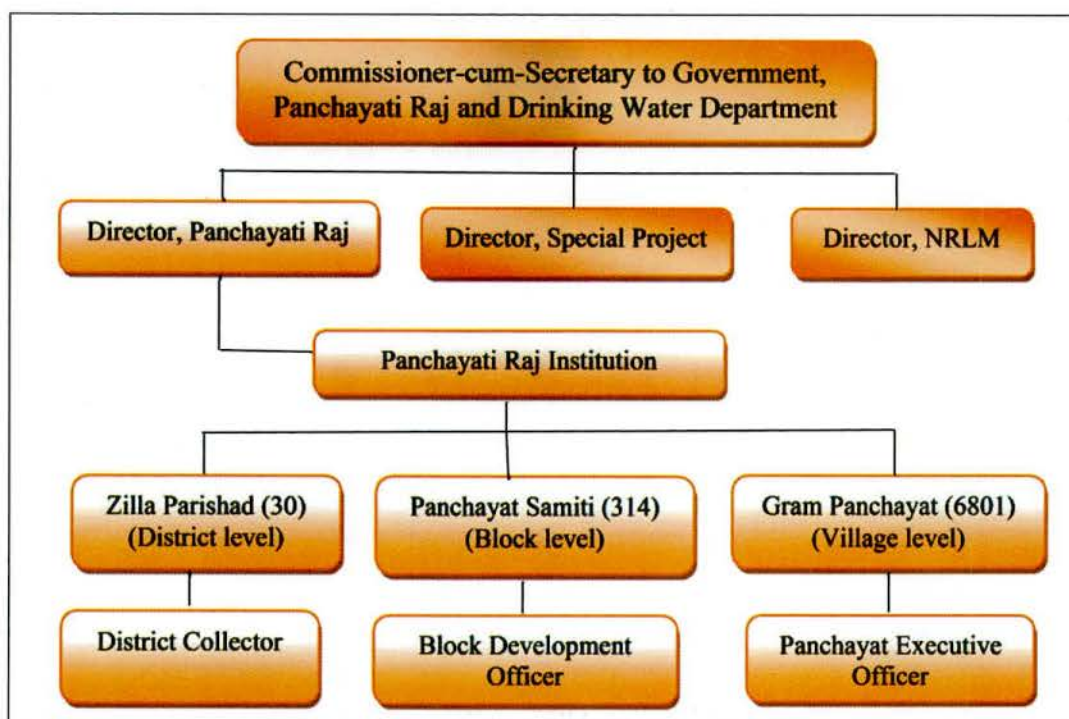 Commissioner-cum-Secretary to Government,
Panchayati Raj and Drinking Water Department
Director, Panchayati Raj
Director, Special Project
Director, NRLM
Panchayati Raj Institution
Zilla Parishad (30)
(District level)
Panchayat Samiti (314)
(Block level)
Gram Panchayat (6801)
(Village level)
District Collector
Block Development
Officer
Panchayat Executive
Officer